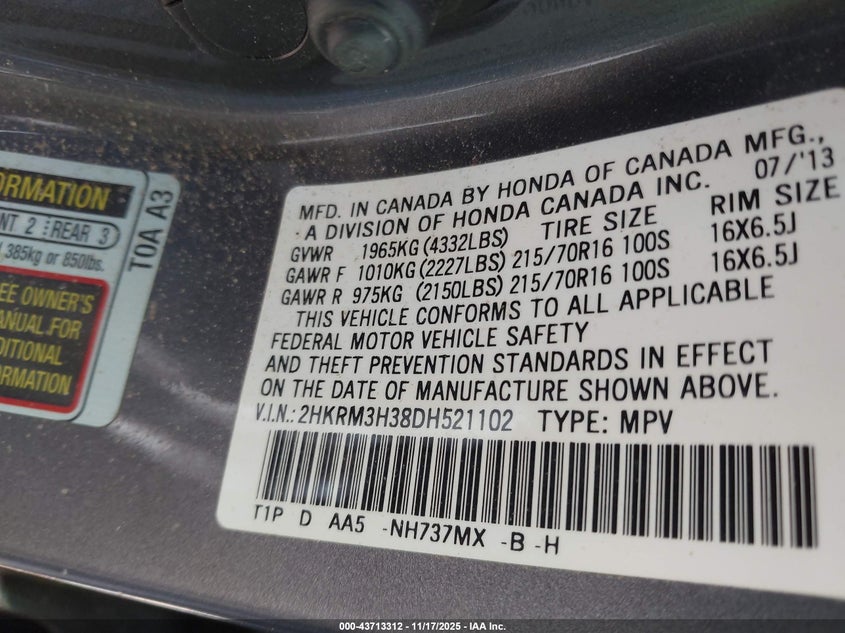 ORMATION
NT 2 REAR 3
385kg or 850lbs.
EE OWNER'S
ANUAL FOR
DITIONAL
ORMATION
TOA A3
MFD. IN CANADA BY HONDA OF CANADA MFG.,
A DIVISION OF HONDA CANADA INC. 07/'13
GVWR 1965KG(4332LBS) TIRE SIZE RIM SIZE
GAWR F 1010KG(2227LBS) 215/70R16 100S 16X6.5J
GAWR R 975KG (2150LBS) 215/70R16 100S 16X6.5J
THIS VEHICLE CONFORMS TO ALL APPLICABLE
FEDERAL MOTOR VEHICLE SAFETY
AND THEFT PREVENTION STANDARDS IN EFFECT
ON THE DATE OF MANUFACTURE SHOWN ABOVE.
V.I.N.: 2HKRM3H38DH521102 TYPE: MPV
T1P D AA5 -NH737MX -B -H
000-43713312 - 11/17/2025 - IAA Inc.